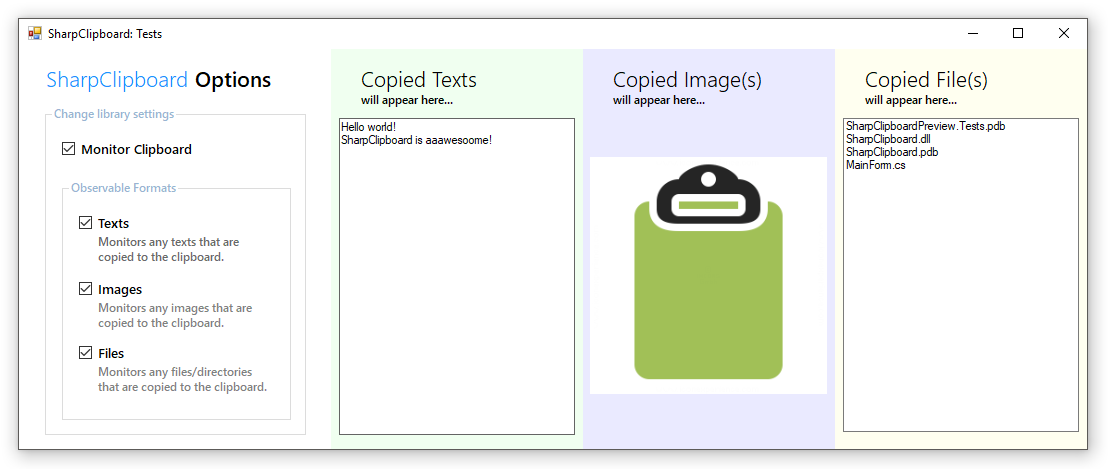 SharpClipboard: Tests
SharpClipboard Options
Change library settings
Monitor Clipboard
Observable Formats
Texts
Monitors any texts that are
copied to the clipboard.
Images
Monitors any images that are
copied to the clipboard.
Files
Monitors any files/directories
that are copied to the clipboard.
Copied Texts
will appear here...
Hello world!
SharpClipboard is aaawesoome!
Copied Image(s)
will appear here...
Copied File(s)
will appear here...
SharpClipboardPreview.Tests.pdb
SharpClipboard.dll
SharpClipboard.pdb
MainForm.cs